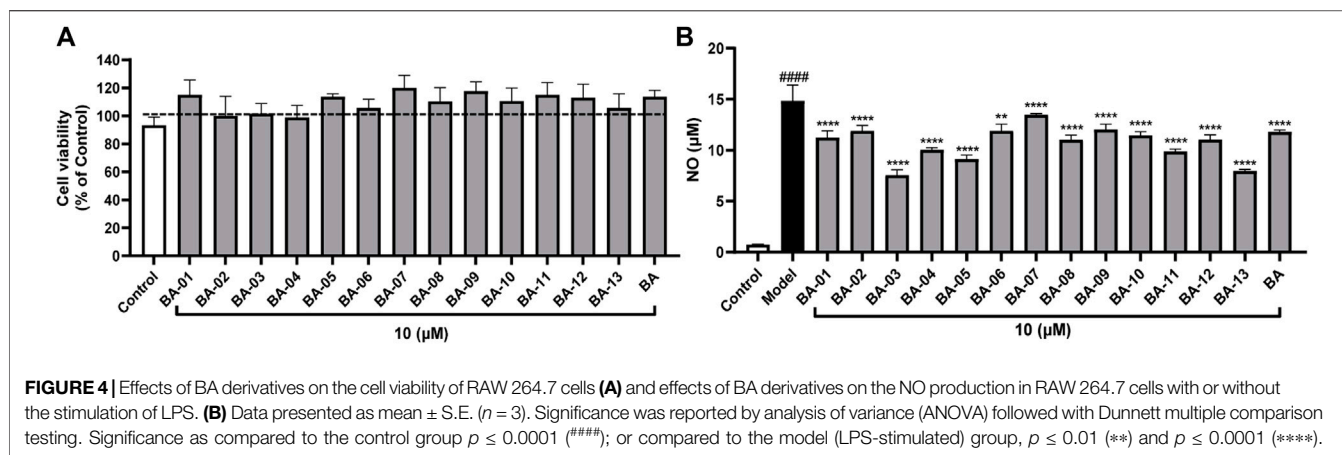 A
Cell viability
(% of Control)
140
120
100
80
60
40
20
0
Control
BA-01
BA-02
BA-03
BA-04
BA-05
BA-06
BA-07
BA-08
BA-09
BA-10
BA-11
BA-12
BA-13
BA
10 (μM)
B
NO (μM)
20
15
10
5
0
####
****
****
****
****
****
**
****
****
****
****
****
****
****
****
Control
Model
BA-01
BA-02
BA-03
BA-04
BA-05
BA-06
BA-07
BA-08
BA-09
BA-10
BA-11
BA-12
BA-13
BA
10 (μM)
FIGURE 4 | Effects of BA derivatives on the cell viability of RAW 264.7 cells (A) and effects of BA derivatives on the NO production in RAW 264.7 cells with or without
the stimulation of LPS. (B) Data presented as mean ± S.E. (n = 3). Significance was reported by analysis of variance (ANOVA) followed with Dunnett multiple comparison
testing. Significance as compared to the control group p ≤ 0.0001 (####); or compared to the model (LPS-stimulated) group, p ≤ 0.01 (**) and p ≤ 0.0001 (****).